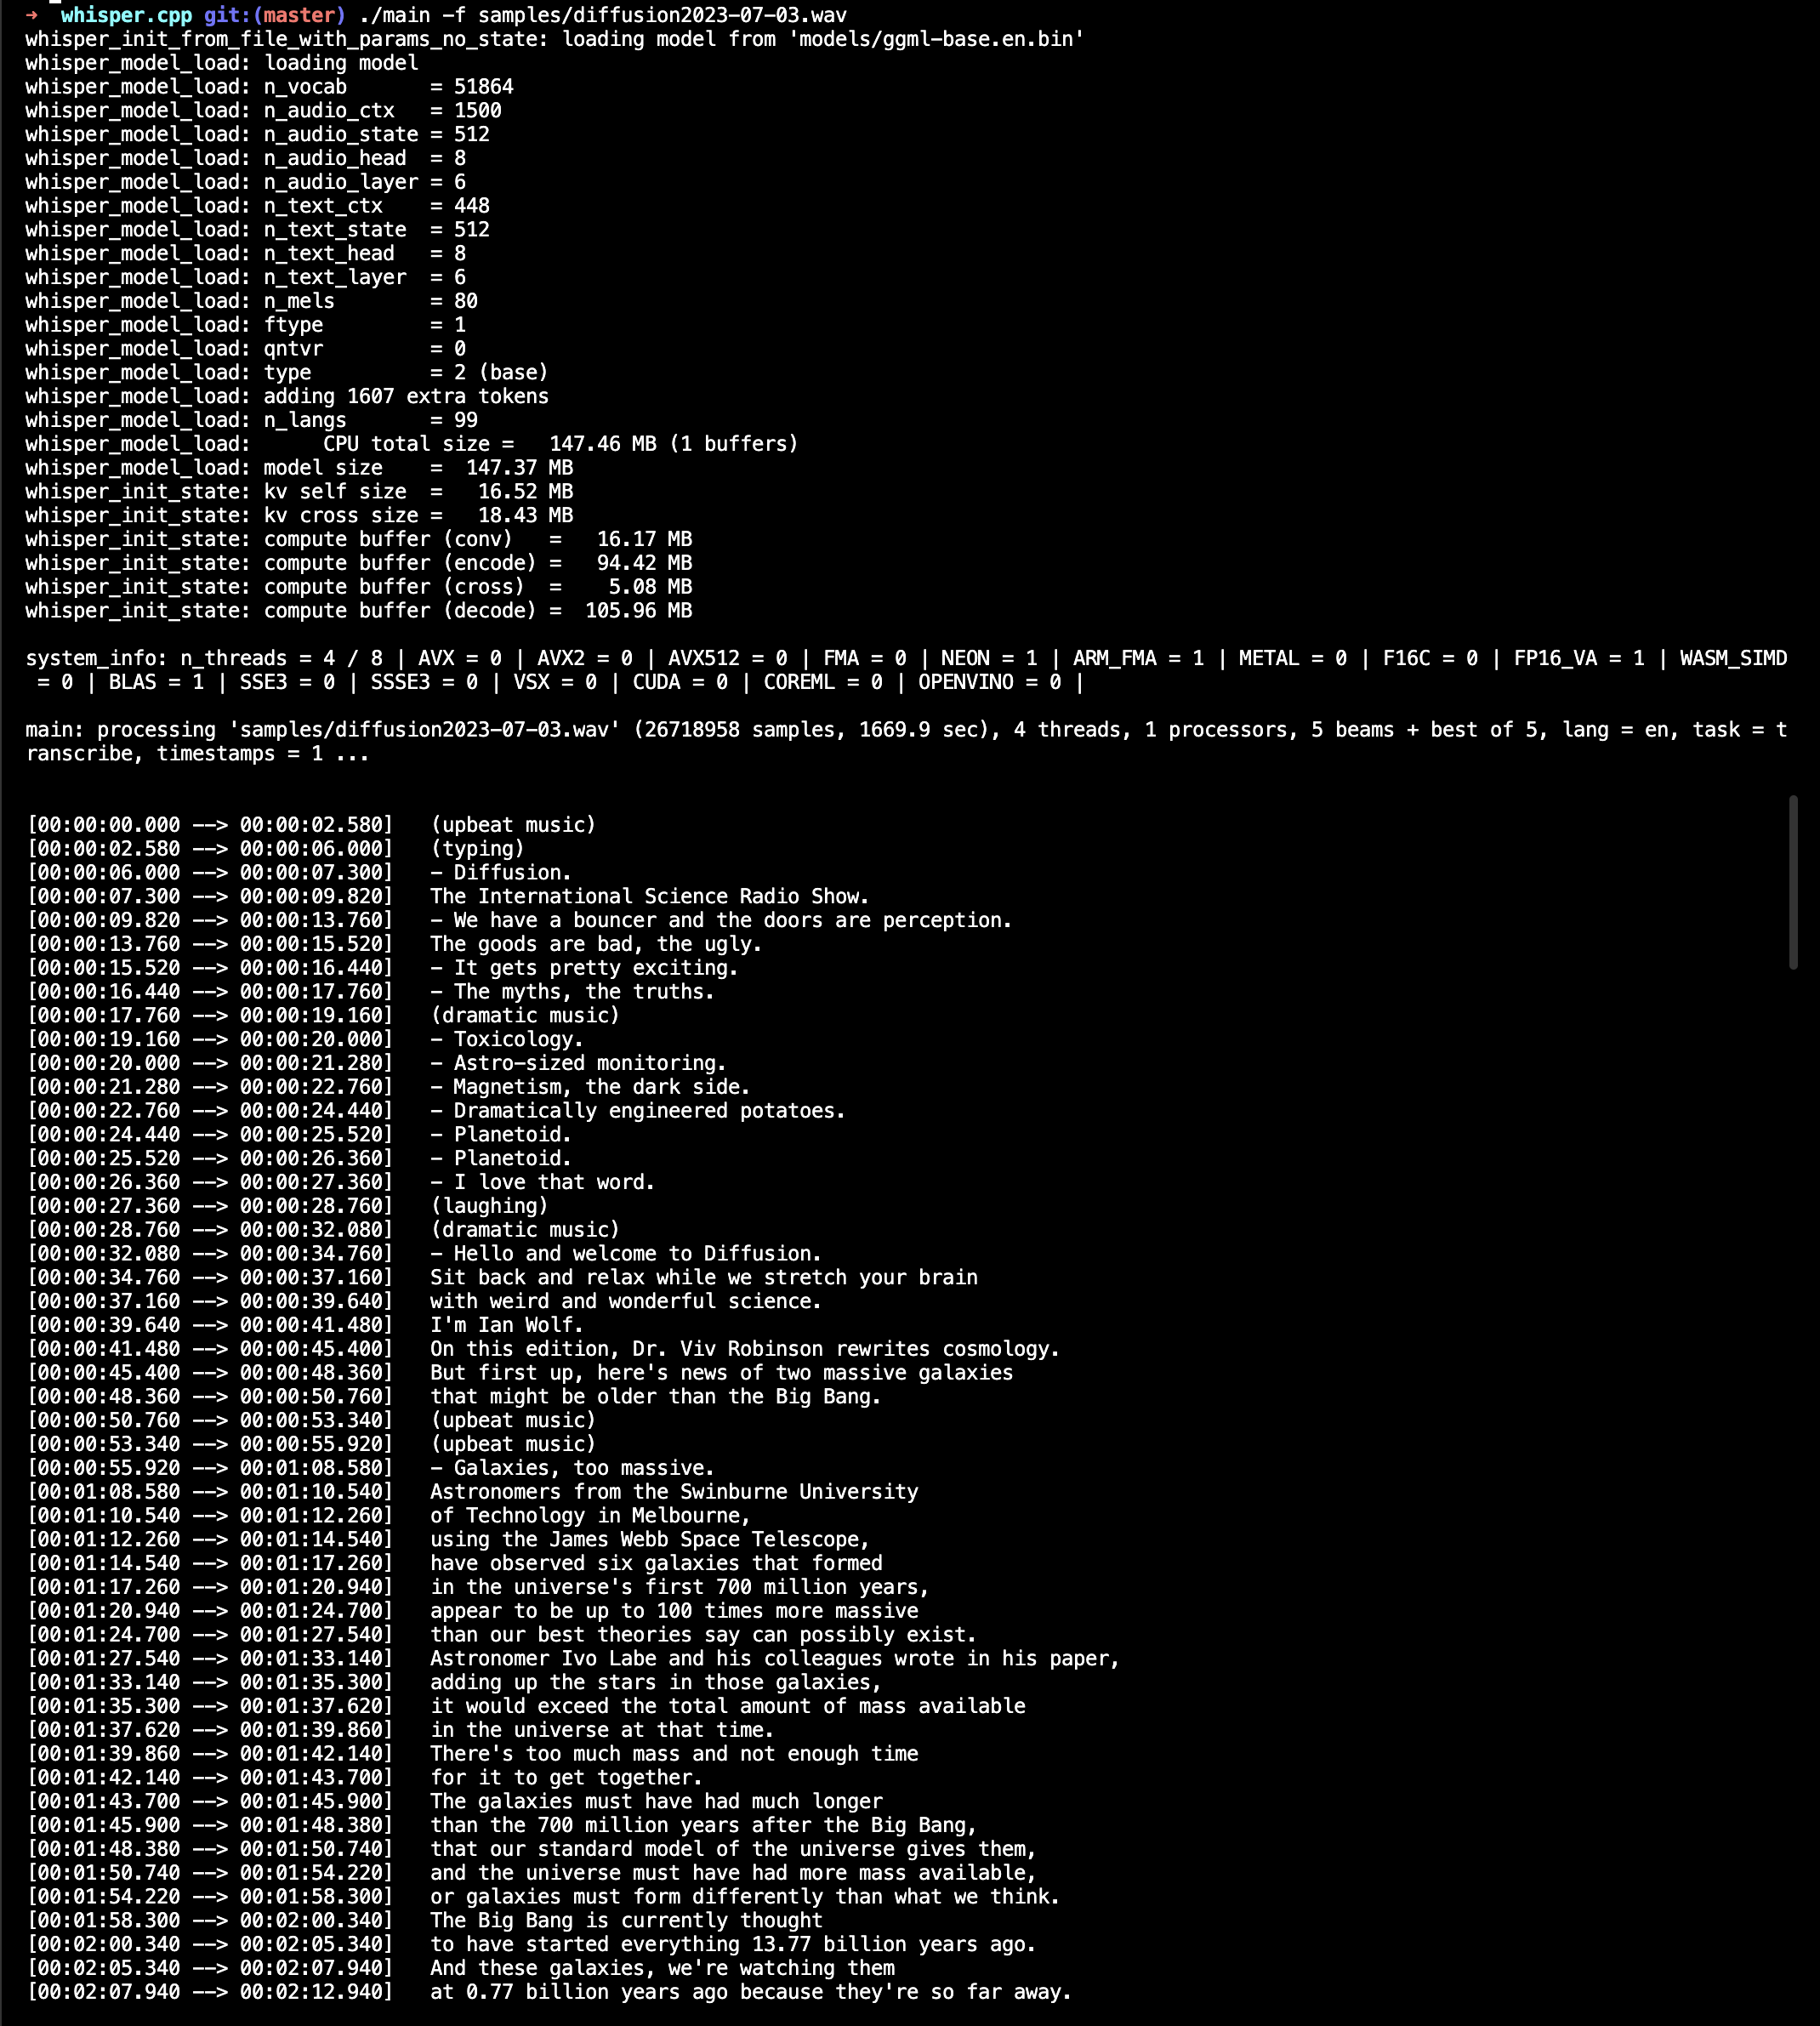 ➜  whisper.cpp git:(master) ./main -f samples/diffusion2023-07-03.wav
whisper_init_from_file_with_params_no_state: loading model from 'models/ggml-base.en.bin'
whisper_model_load: loading model
whisper_model_load: n_vocab       = 51864
whisper_model_load: n_audio_ctx   = 1500
whisper_model_load: n_audio_state = 512
whisper_model_load: n_audio_head  = 8
whisper_model_load: n_audio_layer = 6
whisper_model_load: n_text_ctx    = 448
whisper_model_load: n_text_state  = 512
whisper_model_load: n_text_head   = 8
whisper_model_load: n_text_layer  = 6
whisper_model_load: n_mels        = 80
whisper_model_load: ftype         = 1
whisper_model_load: qntvr         = 0
whisper_model_load: type          = 2 (base)
whisper_model_load: adding 1607 extra tokens
whisper_model_load: n_langs       = 99
whisper_model_load:      CPU total size =   147.46 MB (1 buffers)
whisper_model_load: model size    =  147.37 MB
whisper_init_state: kv self size  =   16.52 MB
whisper_init_state: kv cross size =   18.43 MB
whisper_init_state: compute buffer (conv)   =   16.17 MB
whisper_init_state: compute buffer (encode) =   94.42 MB
whisper_init_state: compute buffer (cross)  =    5.08 MB
whisper_init_state: compute buffer (decode) =  105.96 MB
system_info: n_threads = 4 / 8 | AVX = 0 | AVX2 = 0 | AVX512 = 0 | FMA = 0 | NEON = 1 | ARM_FMA = 1 | METAL = 0 | F16C = 0 | FP16_VA = 1 | WASM_SIMD
 = 0 | BLAS = 1 | SSE3 = 0 | SSSE3 = 0 | VSX = 0 | CUDA = 0 | COREML = 0 | OPENVINO = 0 |
main: processing 'samples/diffusion2023-07-03.wav' (26718958 samples, 1669.9 sec), 4 threads, 1 processors, 5 beams + best of 5, lang = en, task = t
ranscribe, timestamps = 1 ...
[00:00:00.000 --> 00:00:02.580]   (upbeat music)
[00:00:02.580 --> 00:00:06.000]   (typing)
[00:00:06.000 --> 00:00:07.300]   - Diffusion.
[00:00:07.300 --> 00:00:09.820]   The International Science Radio Show.
[00:00:09.820 --> 00:00:13.760]   - We have a bouncer and the doors are perception.
[00:00:13.760 --> 00:00:15.520]   The goods are bad, the ugly.
[00:00:15.520 --> 00:00:16.440]   - It gets pretty exciting.
[00:00:16.440 --> 00:00:17.760]   - The myths, the truths.
[00:00:17.760 --> 00:00:19.160]   (dramatic music)
[00:00:19.160 --> 00:00:20.000]   - Toxicology.
[00:00:20.000 --> 00:00:21.280]   - Astro-sized monitoring.
[00:00:21.280 --> 00:00:22.760]   - Magnetism, the dark side.
[00:00:22.760 --> 00:00:24.440]   - Dramatically engineered potatoes.
[00:00:24.440 --> 00:00:25.520]   - Planetoid.
[00:00:25.520 --> 00:00:26.360]   - Planetoid.
[00:00:26.360 --> 00:00:27.360]   - I love that word.
[00:00:27.360 --> 00:00:28.760]   (laughing)
[00:00:28.760 --> 00:00:32.080]   (dramatic music)
[00:00:32.080 --> 00:00:34.760]   - Hello and welcome to Diffusion.
[00:00:34.760 --> 00:00:37.160]   Sit back and relax while we stretch your brain
[00:00:37.160 --> 00:00:39.640]   with weird and wonderful science.
[00:00:39.640 --> 00:00:41.480]   I'm Ian Wolf.
[00:00:41.480 --> 00:00:45.400]   On this edition, Dr. Viv Robinson rewrites cosmology.
[00:00:45.400 --> 00:00:48.360]   But first up, here's news of two massive galaxies
[00:00:48.360 --> 00:00:50.760]   that might be older than the Big Bang.
[00:00:50.760 --> 00:00:53.340]   (upbeat music)
[00:00:53.340 --> 00:00:55.920]   (upbeat music)
[00:00:55.920 --> 00:01:08.580]   - Galaxies, too massive.
[00:01:08.580 --> 00:01:10.540]   Astronomers from the Swinburne University
[00:01:10.540 --> 00:01:12.260]   of Technology in Melbourne,
[00:01:12.260 --> 00:01:14.540]   using the James Webb Space Telescope,
[00:01:14.540 --> 00:01:17.260]   have observed six galaxies that formed
[00:01:17.260 --> 00:01:20.940]   in the universe's first 700 million years,
[00:01:20.940 --> 00:01:24.700]   appear to be up to 100 times more massive
[00:01:24.700 --> 00:01:27.540]   than our best theories say can possibly exist.
[00:01:27.540 --> 00:01:33.140]   Astronomer Ivo Labe and his colleagues wrote in his paper,
[00:01:33.140 --> 00:01:35.300]   adding up the stars in those galaxies,
[00:01:35.300 --> 00:01:37.620]   it would exceed the total amount of mass available
[00:01:37.620 --> 00:01:39.860]   in the universe at that time.
[00:01:39.860 --> 00:01:42.140]   There's too much mass and not enough time
[00:01:42.140 --> 00:01:43.700]   for it to get together.
[00:01:43.700 --> 00:01:45.900]   The galaxies must have had much longer
[00:01:45.900 --> 00:01:48.380]   than the 700 million years after the Big Bang,
[00:01:48.380 --> 00:01:50.740]   that our standard model of the universe gives them,
[00:01:50.740 --> 00:01:54.220]   and the universe must have had more mass available,
[00:01:54.220 --> 00:01:58.300]   or galaxies must form differently than what we think.
[00:01:58.300 --> 00:02:00.340]   The Big Bang is currently thought
[00:02:00.340 --> 00:02:05.340]   to have started everything 13.77 billion years ago.
[00:02:05.340 --> 00:02:07.940]   And these galaxies, we're watching them
[00:02:07.940 --> 00:02:12.940]   at 0.77 billion years ago because they're so far away.